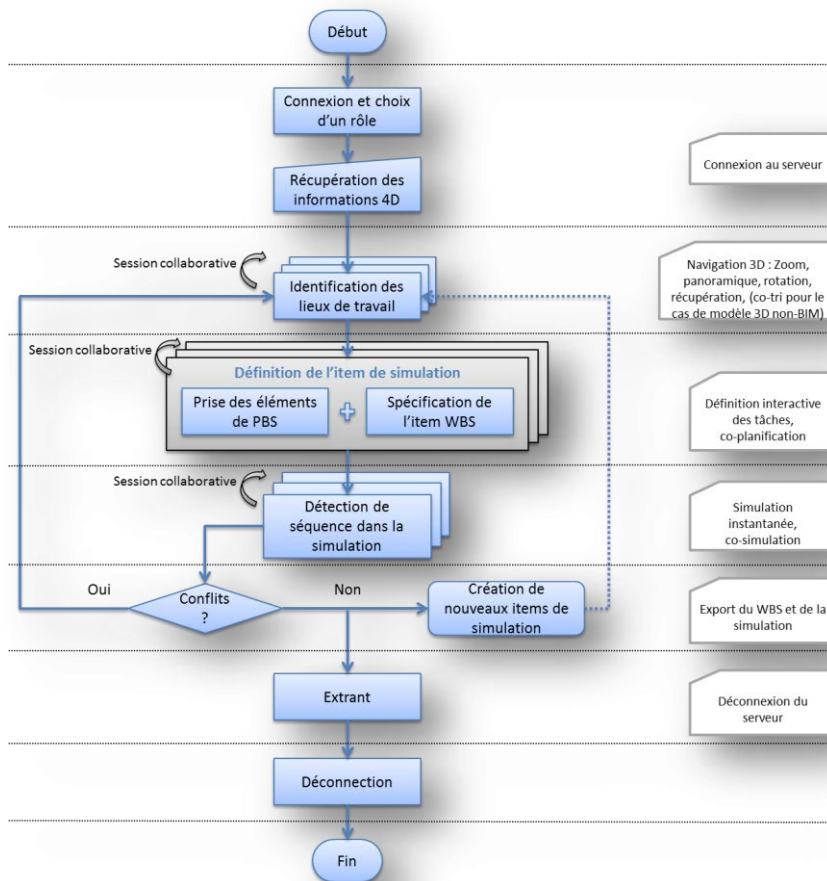 Début
Connexion et choix
d'un rôle
Connexion au serveur
Récupération des
informations 4D
Session collaborative
Identification des
lieux de travail
Navigation 3D : Zoom,
panoramique, rotation,
récupération, (co-tri pour le
cas de modèle 3D non-BIM)
Session collaborative
Définition de l'item de simulation
Prise des éléments
de PBS
Spécification de
l'item WBS
Définition interactive
des tâches,
co-planification
Session collaborative
Détection de
séquence dans la
simulation
Simulation
instantanée,
co-simulation
Oui
Conflits
?
Non
Création de
nouveaux items de
simulation
Export du WBS et de la
simulation
Extrant
Déconnexion du
serveur
Déconnection
Fin